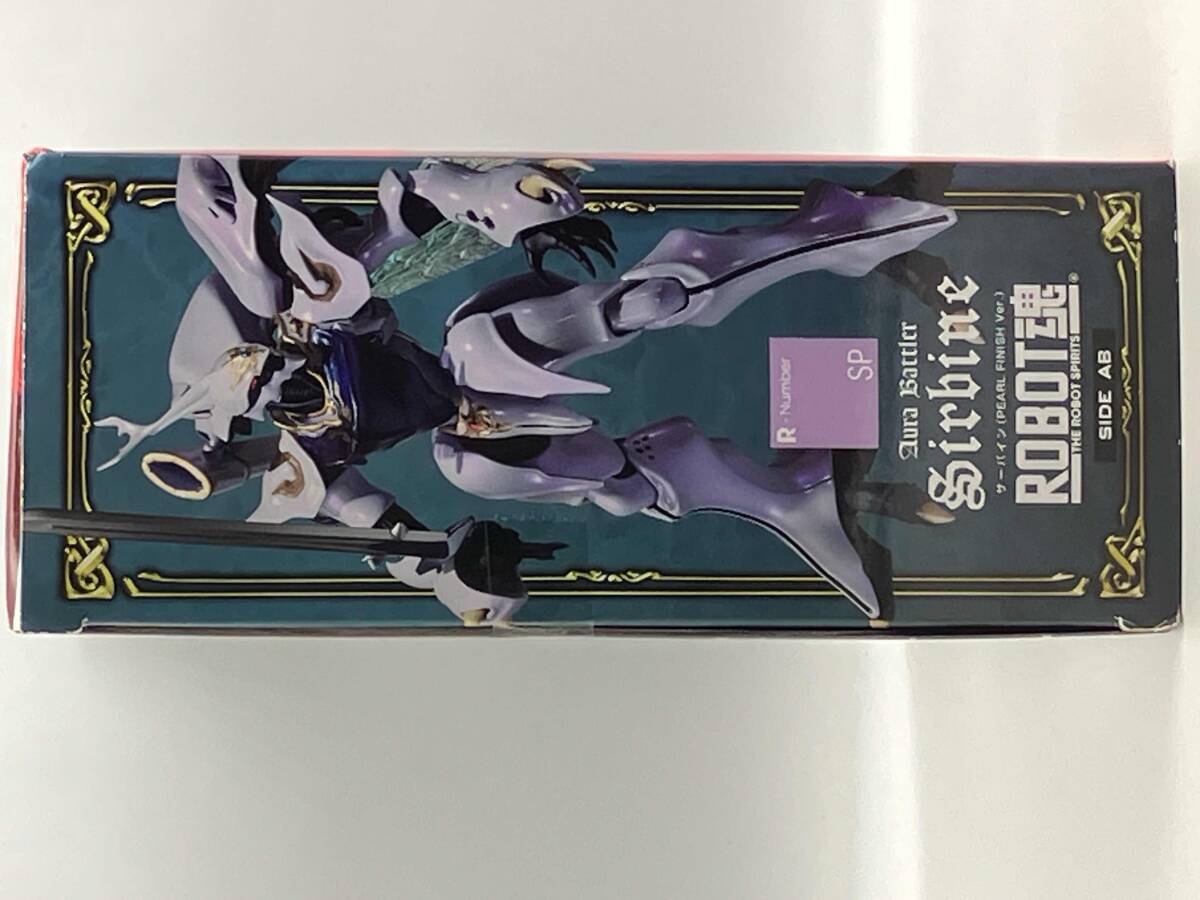 R-Number
SP
Aura Battler
Sirbine
サーバイン (PEARL FINISH Ver.)
ROBOT魂®
THE ROBOT SPIRITS
SIDE AB